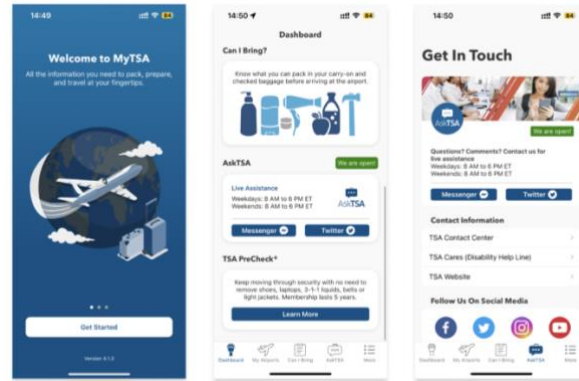 14:49
84
Welcome to MyTSA
All the information you need to pack, prepare,
and travel at your fingertips.
Get Started
Version 6.1.3
14:50
84
Dashboard
Can I Bring?
Know what you can pack in your carry-on and
checked baggage before arriving at the airport.
AskTSA
We are open!
Live Assistance
Weekdays: 8 AM to 6 PM ET
Weekends: 8 AM to 6 PM ET
AskTSA
Messenger
Twitter
TSA PreCheck®
Keep moving through security with no need to
remove shoes, laptops, 3-1-1 liquids, belts or
light jackets. Membership lasts 5 years.
Learn More
Dashboard
My Airports
Can I Bring
AskTSA
More
14:50
84
Get In Touch
AskTSA
We are open!
Questions? Comments? Contact us for
live assistance
Weekdays: 8 AM to 6 PM ET
Weekends: 8 AM to 6 PM ET
Messenger
Twitter
Contact Information
TSA Contact Center
TSA Cares (Disability Help Line)
TSA Website
Follow Us On Social Media
Dashboard
My Airports
Can I Bring
AskTSA
More